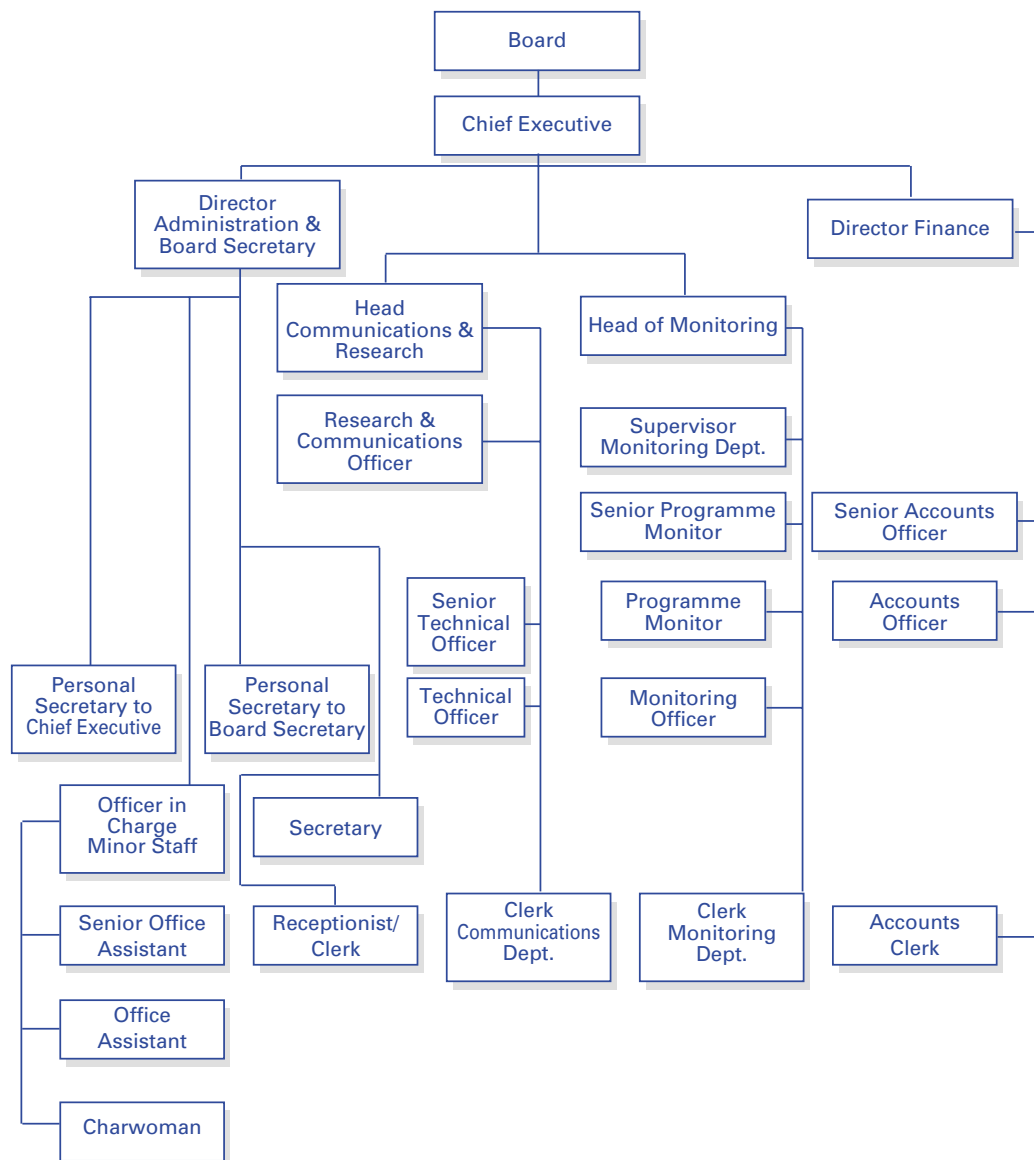 Board
Chief Executive
Director
Administration &
Board Secretary
Director Finance
Head
Communications &
Research
Head of Monitoring
Research &
Communications
Officer
Supervisor
Monitoring Dept.
Senior Programme
Monitor
Senior Accounts
Officer
Senior
Technical
Officer
Programme
Monitor
Accounts
Officer
Personal
Secretary to
Chief Executive
Personal
Secretary to
Board Secretary
Technical
Officer
Monitoring
Officer
Officer in
Charge
Minor Staff
Secretary
Senior Office
Assistant
Receptionist/
Clerk
Clerk
Communications
Dept.
Clerk
Monitoring
Dept.
Accounts
Clerk
Office
Assistant
Charwoman